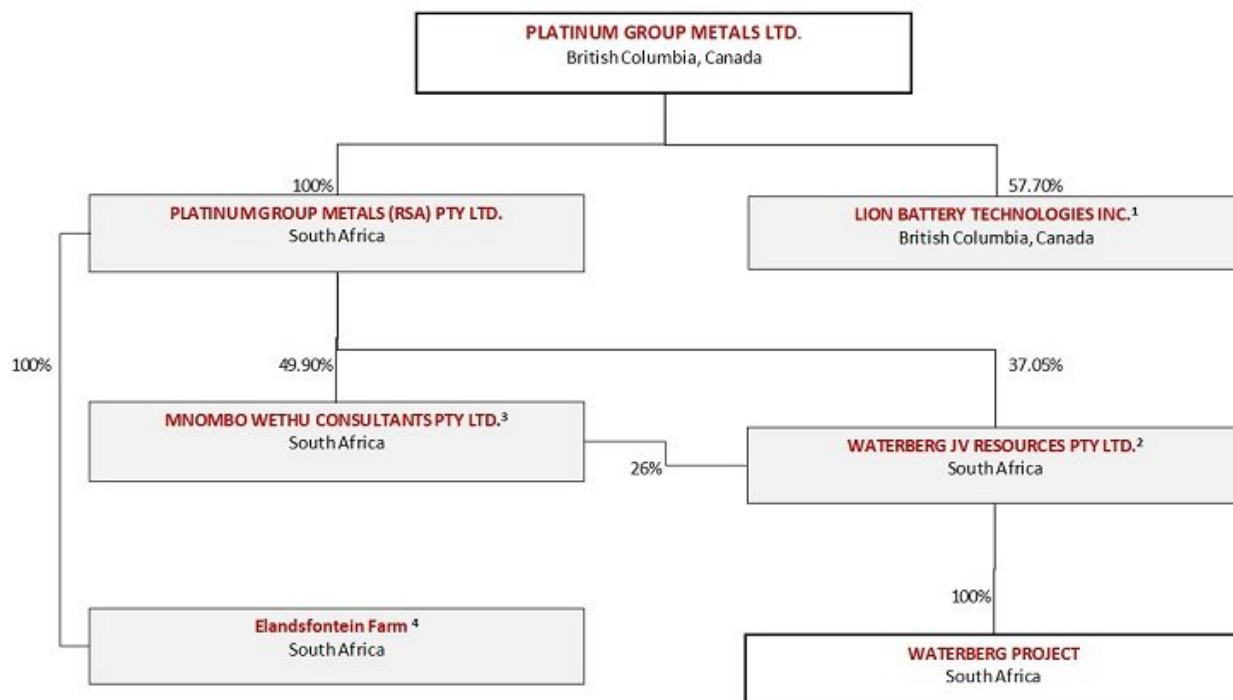 PLATINUM GROUP METALS LTD.
British Columbia, Canada
100%
57.70%
PLATINUM GROUP METALS (RSA) PTY LTD.
South Africa
LION BATTERY TECHNOLOGIES INC.¹
British Columbia, Canada
100%
49.90%
37.05%
MNOMBO WETHU CONSULTANTS PTY LTD.³
South Africa
WATERBERG JV RESOURCES PTY LTD.²
South Africa
26%
100%
Elandsfontein Farm ⁴
South Africa
WATERBERG PROJECT
South Africa